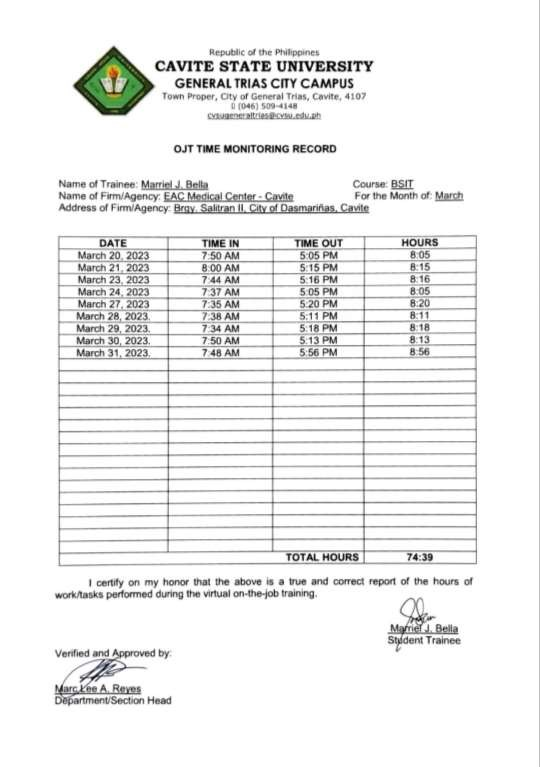 Republic of the Philippines
CAVITE STATE UNIVERSITY
GENERAL TRIAS CITY CAMPUS
Town Proper, City of General Trias, Cavite, 4107
(046) 509-4148
cvsugeneraltrias@cvsu.edu.ph
OJT TIME MONITORING RECORD
Name of Trainee: Marriel J. Bella Course: BSIT
Name of Firm/Agency: EAC Medical Center - Cavite For the Month of: March
Address of Firm/Agency: Brgy. Salitran II, City of Dasmariñas, Cavite
DATE TIME IN TIME OUT HOURS
March 20, 2023 7:50 AM 5:05 PM 8:05
March 21, 2023 8:00 AM 5:15 PM 8:15
March 23, 2023 7:44 AM 5:16 PM 8:16
March 24, 2023 7:37 AM 5:05 PM 8:05
March 27, 2023 7:35 AM 5:20 PM 8:20
March 28, 2023. 7:38 AM 5:11 PM 8:11
March 29, 2023. 7:34 AM 5:18 PM 8:18
March 30, 2023. 7:50 AM 5:13 PM 8:13
March 31, 2023. 7:48 AM 5:56 PM 8:56
TOTAL HOURS 74:39
I certify on my honor that the above is a true and correct report of the hours of
work/tasks performed during the virtual on-the-job training.
Marriel J. Bella
Student Trainee
Verified and Approved by:
Marc Lee A. Reyes
Department/Section Head